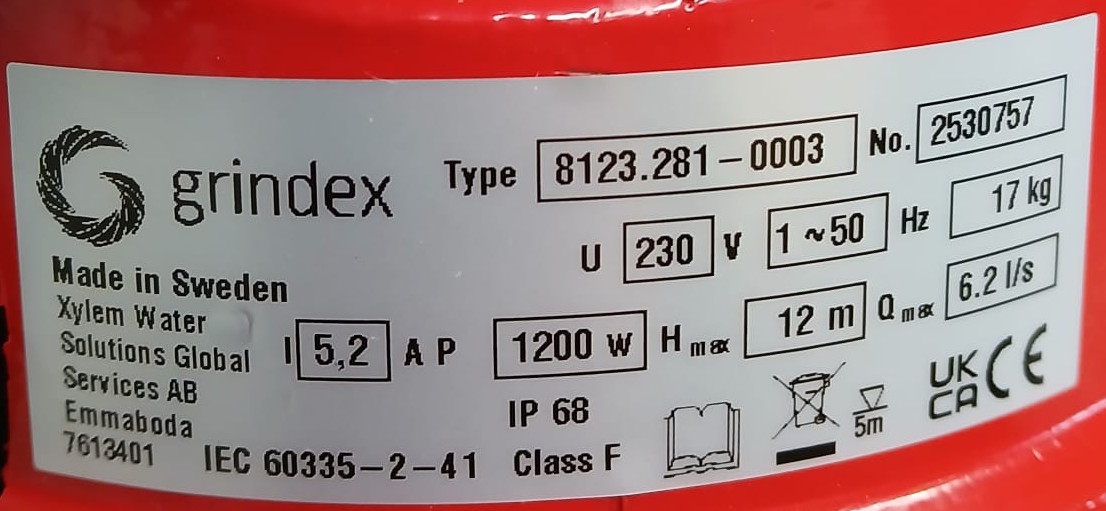 grindex
Type 8123.281-0003 No. 2530757
U 230 V 1~50 Hz 17 kg
Made in Sweden
Xylem Water
Solutions Global
Services AB
Emmaboda
7613401
I 5,2 A P 1200 W H max 12 m Q max 6.2 l/s
IP 68
IEC 60335-2-41 Class F
5m
UK
CA
CE